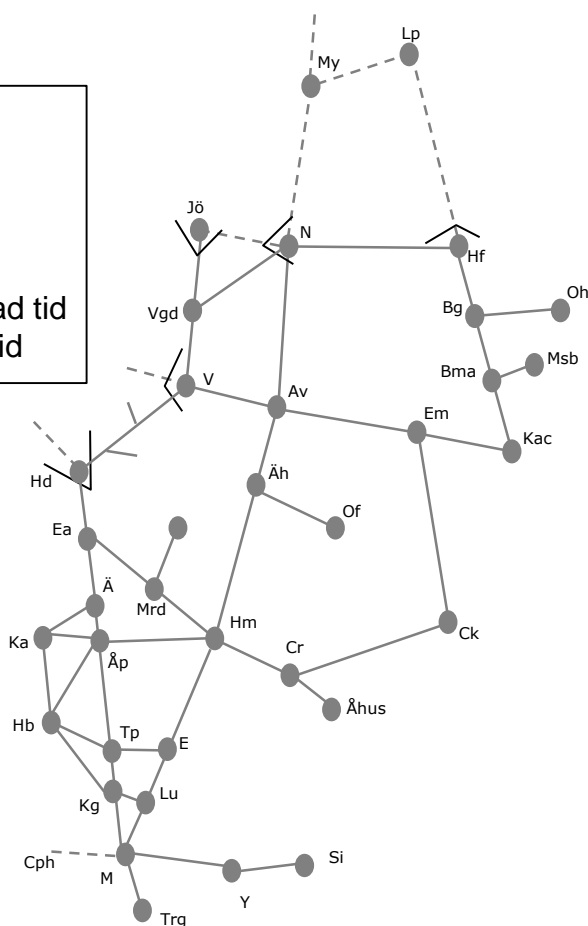 Lp
My
Jö
N
Hf
Oh
Vgd
Bg
ad tid
id
Msb
Bma
V
Av
Em
Kac
Hd
Äh
Of
Ea
Ä
Mrd
Hm
Ck
Ka
Åp
Cr
Åhus
Hb
Tp
E
Kg
Lu
Cph
M
Si
Y
Trg